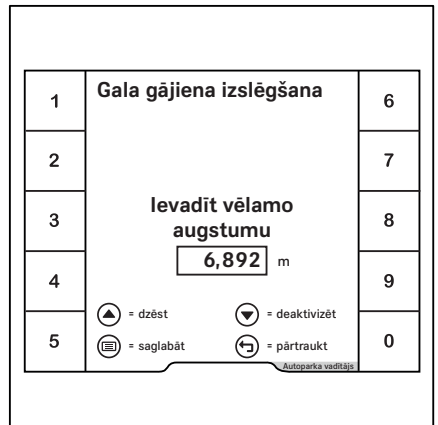 Gala gājiena izslēgšana
1
2
3
4
5
6
7
8
9
0
Ievadīt vēlamo
augstumu
6,892 m
= dzēst
= deaktivizēt
= saglabāt
= pārtraukt
Autoparka vadītājs